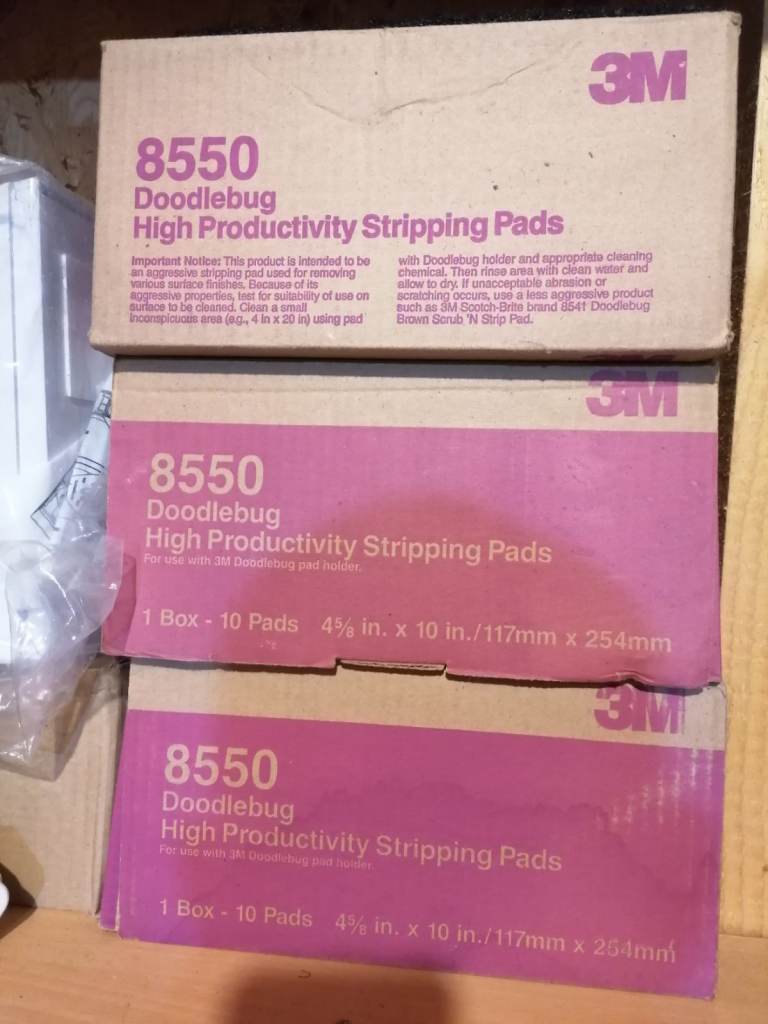 3M
8550
Doodlebug
High Productivity Stripping Pads
Important Notice: This product is intended to be
an aggressive stripping pad used for removing
various surface finishes. Because of its
aggressive properties, test for suitability of use on
surface to be cleaned. Clean a small
inconspicuous area (e.g., 4 in x 20 in) using pad
with Doodlebug holder and appropriate cleaning
chemical. Then rinse area with clean water and
allow to dry. If unacceptable abrasion or
scratching occurs, use a less aggressive product
such as 3M Scotch-Brite brand 8541 Doodlebug
Brown Scrub 'N Strip Pad.
3M
8550
Doodlebug
High Productivity Stripping Pads
For use with 3M Doodlebug pad holder.
1 Box - 10 Pads 4⅝ in. x 10 in./117mm x 254mm
3M
8550
Doodlebug
High Productivity Stripping Pads
For use with 3M Doodlebug pad holder.
1 Box - 10 Pads 4⅝ in. x 10 in./117mm x 254mm